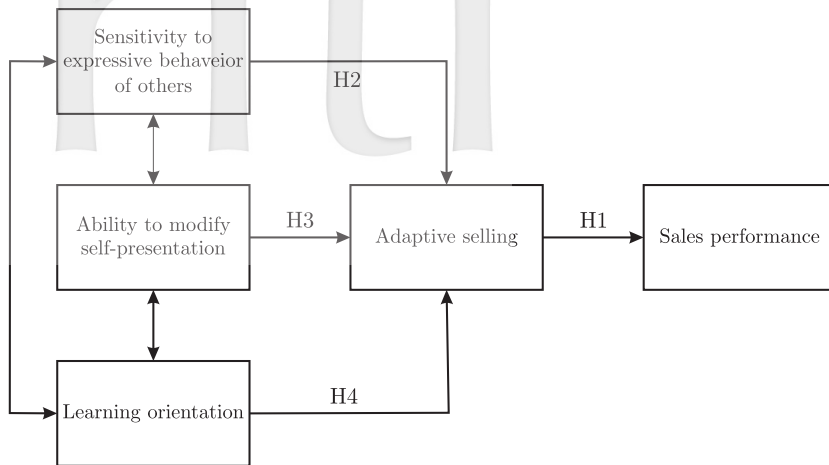 Sensitivity to
expressive behaveior
of others
H2
Ability to modify
self-presentation
H3
Adaptive selling
H1
Sales performance
Learning orientation
H4